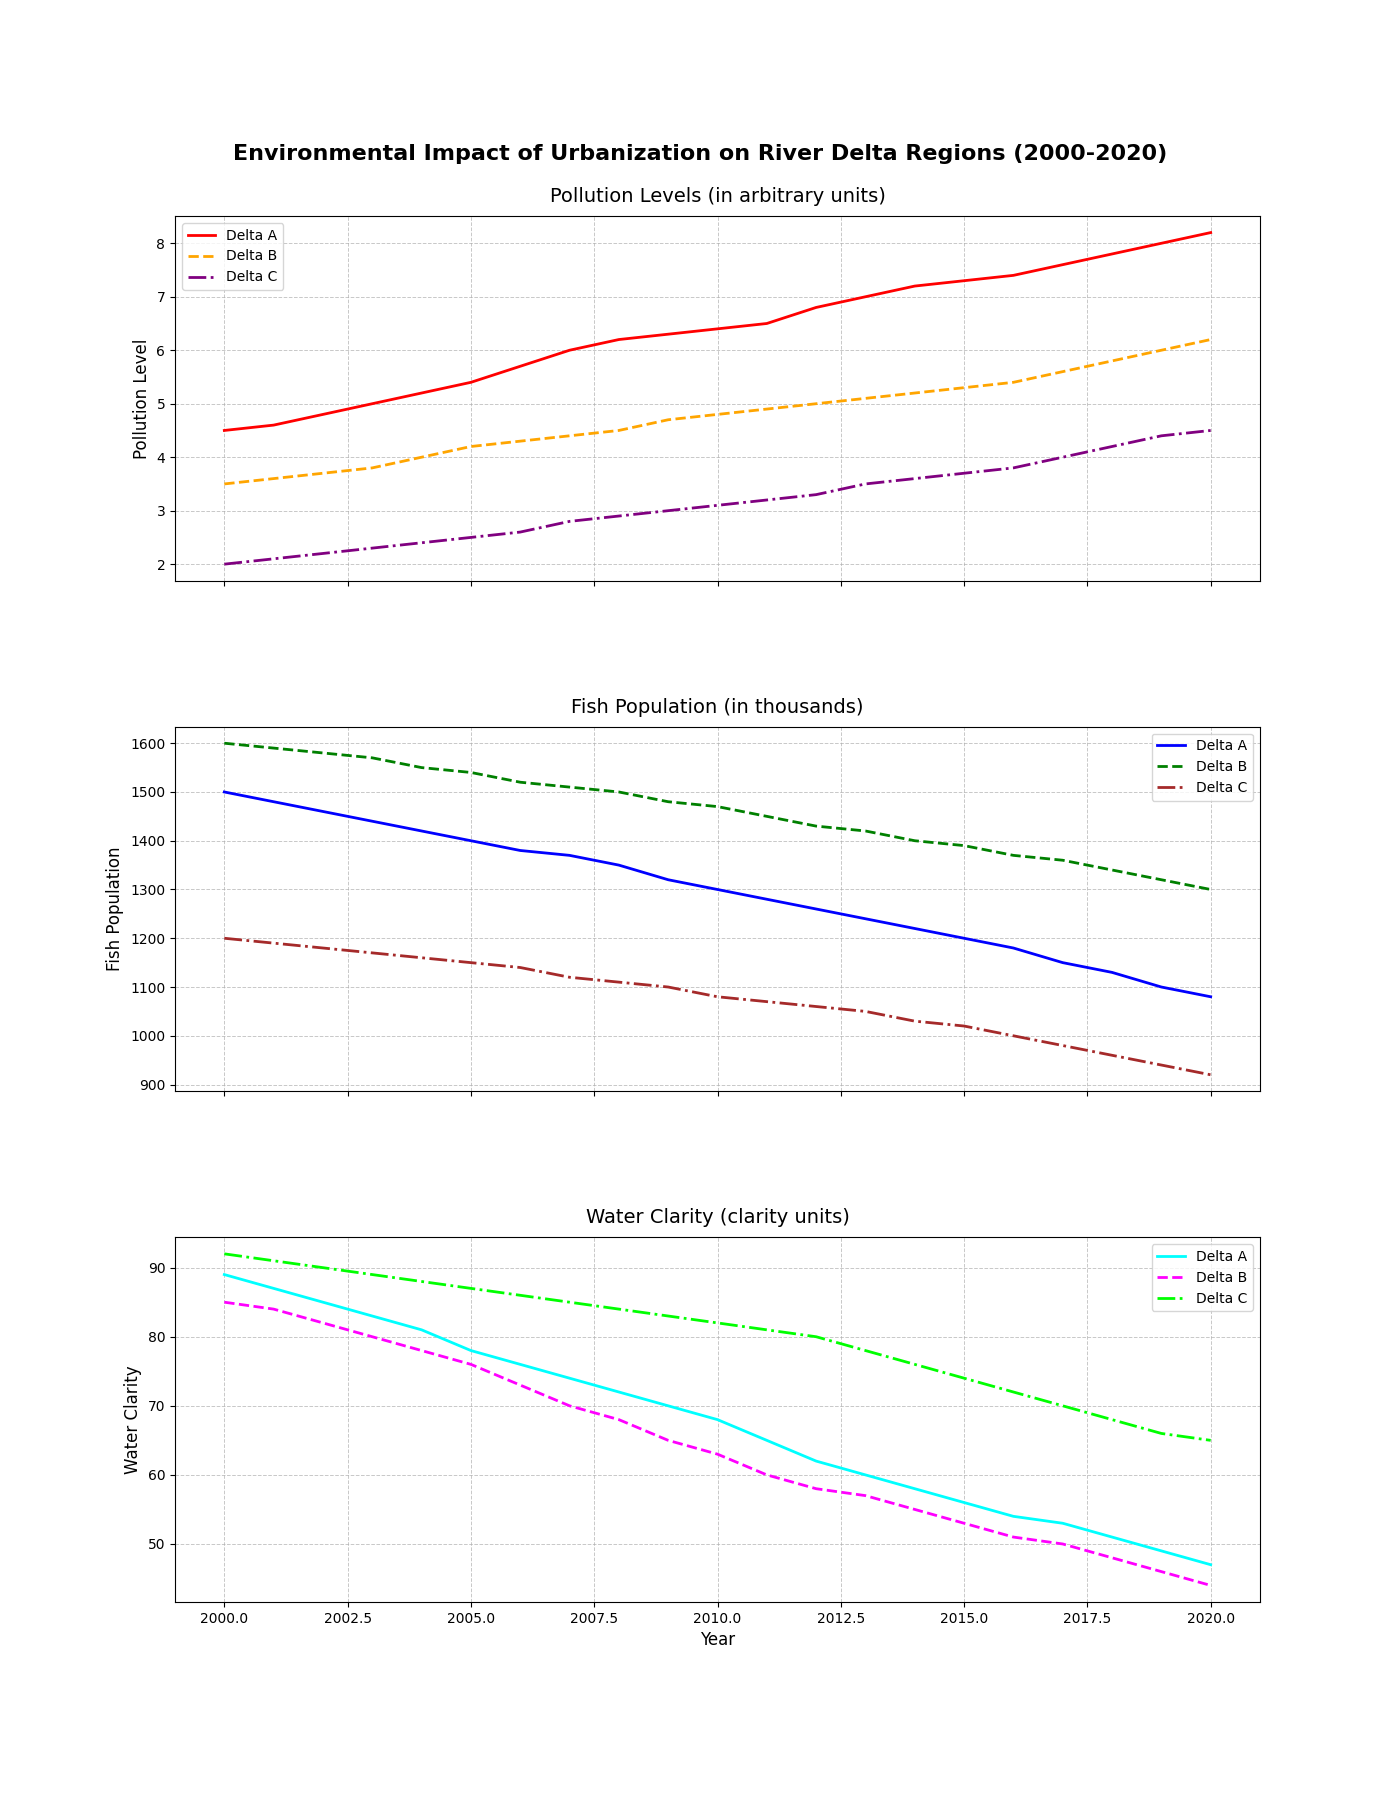 Environmental Impact of Urbanization on River Delta Regions (2000-2020)
Pollution Levels (in arbitrary units)
Delta A
Delta B
Delta C
8
7
6
5
4
3
2
Pollution Level
Fish Population (in thousands)
Delta A
Delta B
Delta C
1600
1500
1400
1300
1200
1100
1000
900
Fish Population
Water Clarity (clarity units)
Delta A
Delta B
Delta C
90
80
70
60
50
Water Clarity
2000.0 2002.5 2005.0 2007.5 2010.0 2012.5 2015.0 2017.5 2020.0
Year